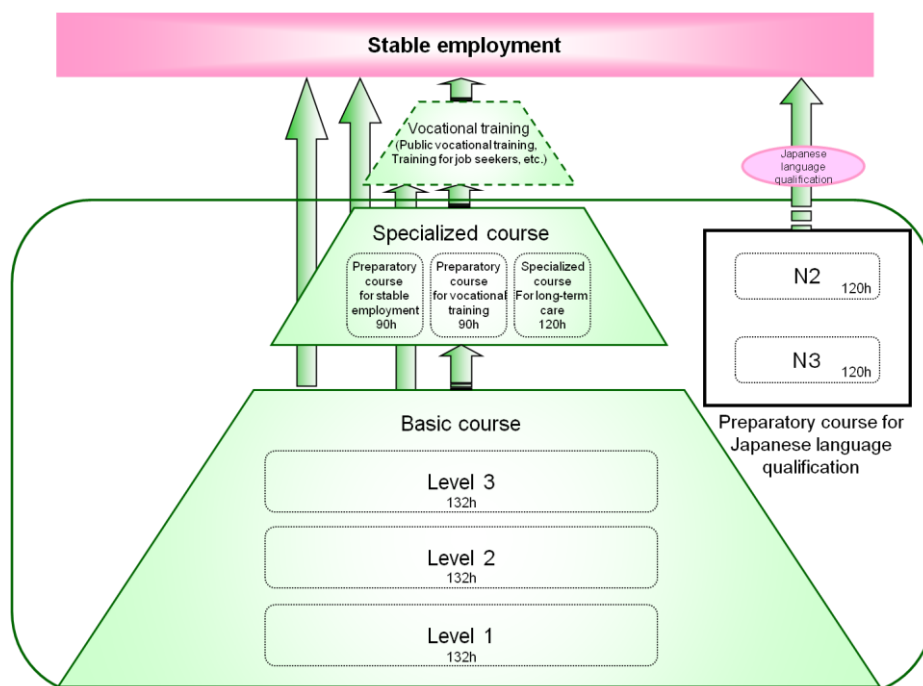 Stable employment
Vocational training
(Public vocational training,
Training for job seekers, etc.)
Japanese
language
qualification
Specialized course
Preparatory
course
for stable
employment
90h
Preparatory
course
for vocational
training
90h
Specialized
course
For long-term
care
120h
N2
120h
N3
120h
Preparatory course for
Japanese language
qualification
Basic course
Level 3
132h
Level 2
132h
Level 1
132h